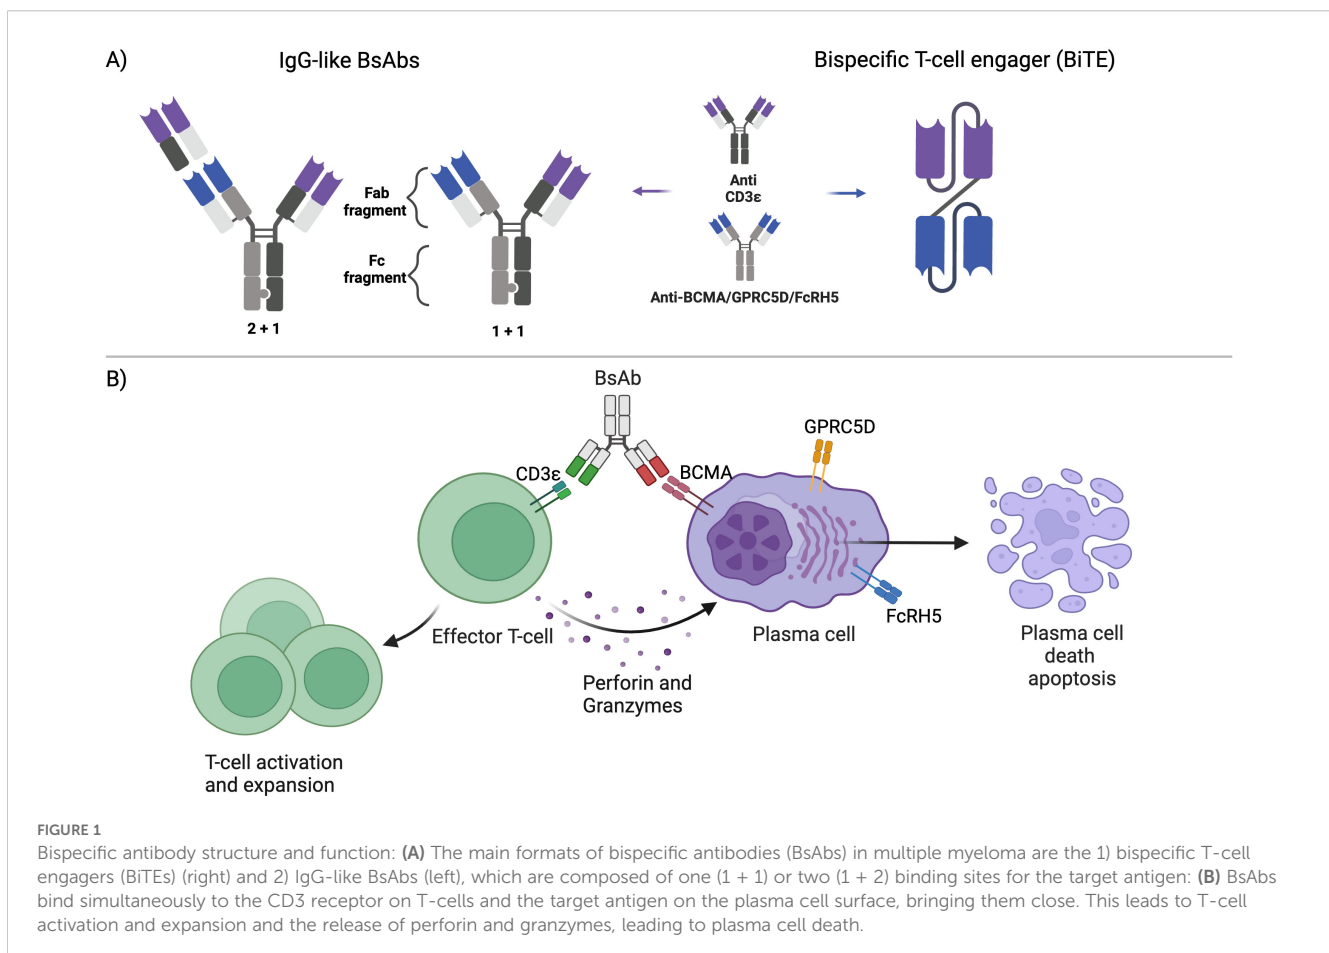 A)
IgG-like BsAbs
Bispecific T-cell engager (BiTE)
Fab
fragment
Fc
fragment
2 + 1
1 + 1
Anti
CD3ε
Anti-BCMA/GPRC5D/FcRH5
B)
BsAb
CD3ε
BCMA
GPRC5D
FcRH5
Effector T-cell
Plasma cell
Perforin and
Granzymes
Plasma cell
death
apoptosis
T-cell activation
and expansion
FIGURE 1
Bispecific antibody structure and function: (A) The main formats of bispecific antibodies (BsAbs) in multiple myeloma are the 1) bispecific T-cell
engagers (BiTEs) (right) and 2) IgG-like BsAbs (left), which are composed of one (1 + 1) or two (1 + 2) binding sites for the target antigen: (B) BsAbs
bind simultaneously to the CD3 receptor on T-cells and the target antigen on the plasma cell surface, bringing them close. This leads to T-cell
activation and expansion and the release of perforin and granzymes, leading to plasma cell death.